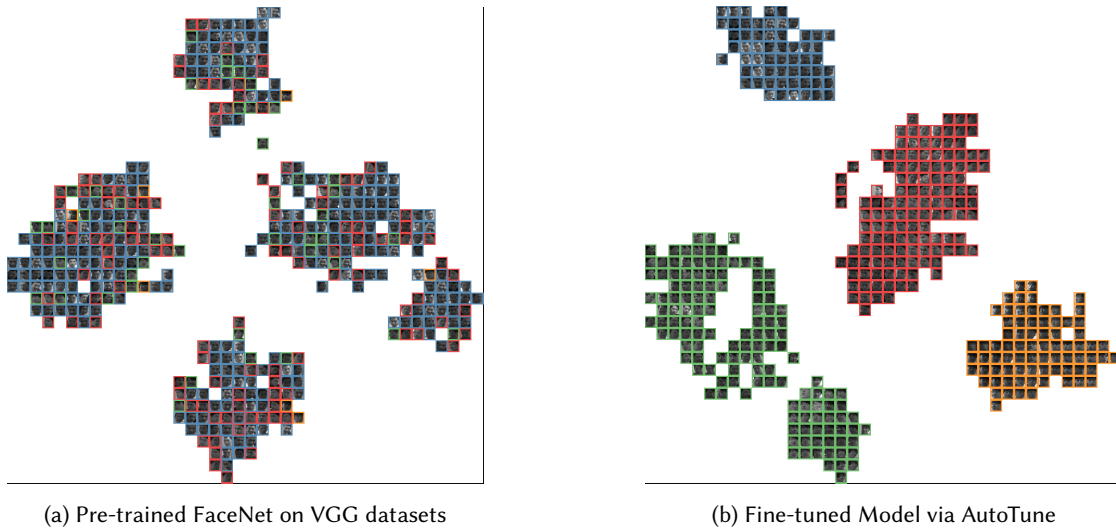 (a) Pre-trained FaceNet on VGG datasets
(b) Fine-tuned Model via AutoTune